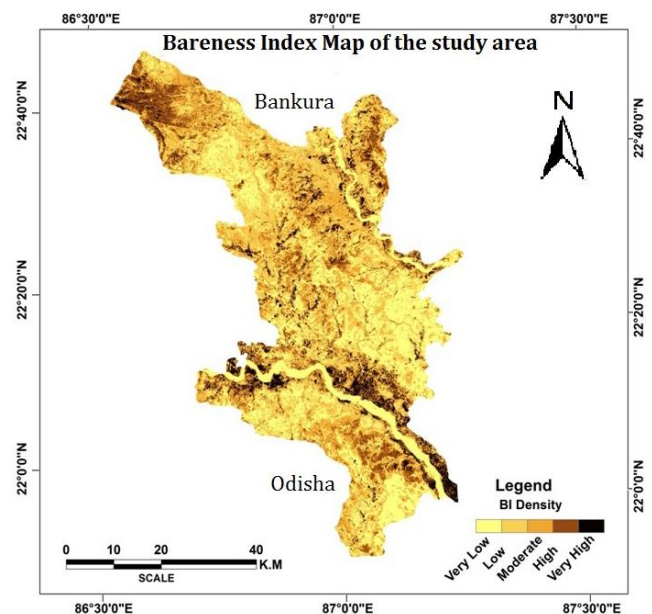 86°30'0"E 87°0'0"E 87°30'0"E
Bareness Index Map of the study area
Bankura
N
22°40'0"N
22°40'0"N
22°20'0"N
22°20'0"N
22°0'0"N
22°0'0"N
Odisha
Legend
BI Density
Very Low
Low
Moderate
High
Very High
0 10 20 40
K.M
SCALE
86°30'0"E 87°0'0"E 87°30'0"E